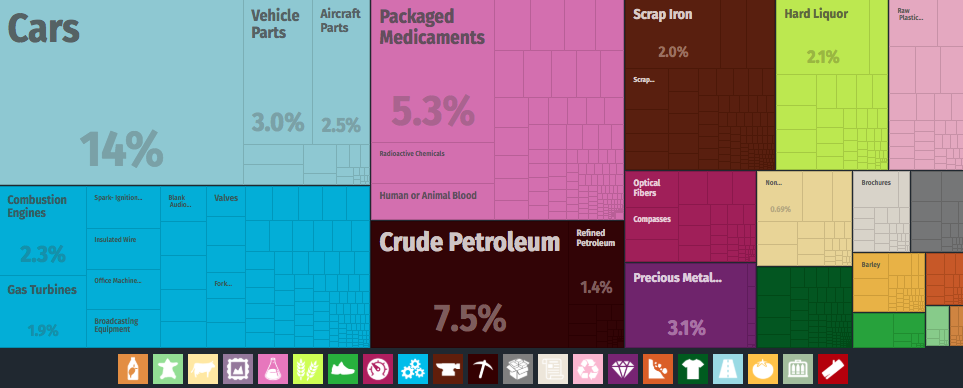 Cars
14%
Vehicle
Parts
3.0%
Aircraft
Parts
2.5%
Packaged
Medicaments
5.3%
Radioactive Chemicals
Human or Animal Blood
Scrap Iron
2.0%
Scrap...
Hard Liquor
2.1%
Raw
Plastic...
Combustion
Engines
2.3%
Gas Turbines
1.9%
Spark- Ignition...
Insulated Wire
Office Machine...
Broadcasting
Equipment
Blank
Audio...
Valves
Fork...
Crude Petroleum
7.5%
Refined
Petroleum
1.4%
Optical
Fibers
Compasses
Precious Metal...
3.1%
Non...
0.69%
Brochures
Barley